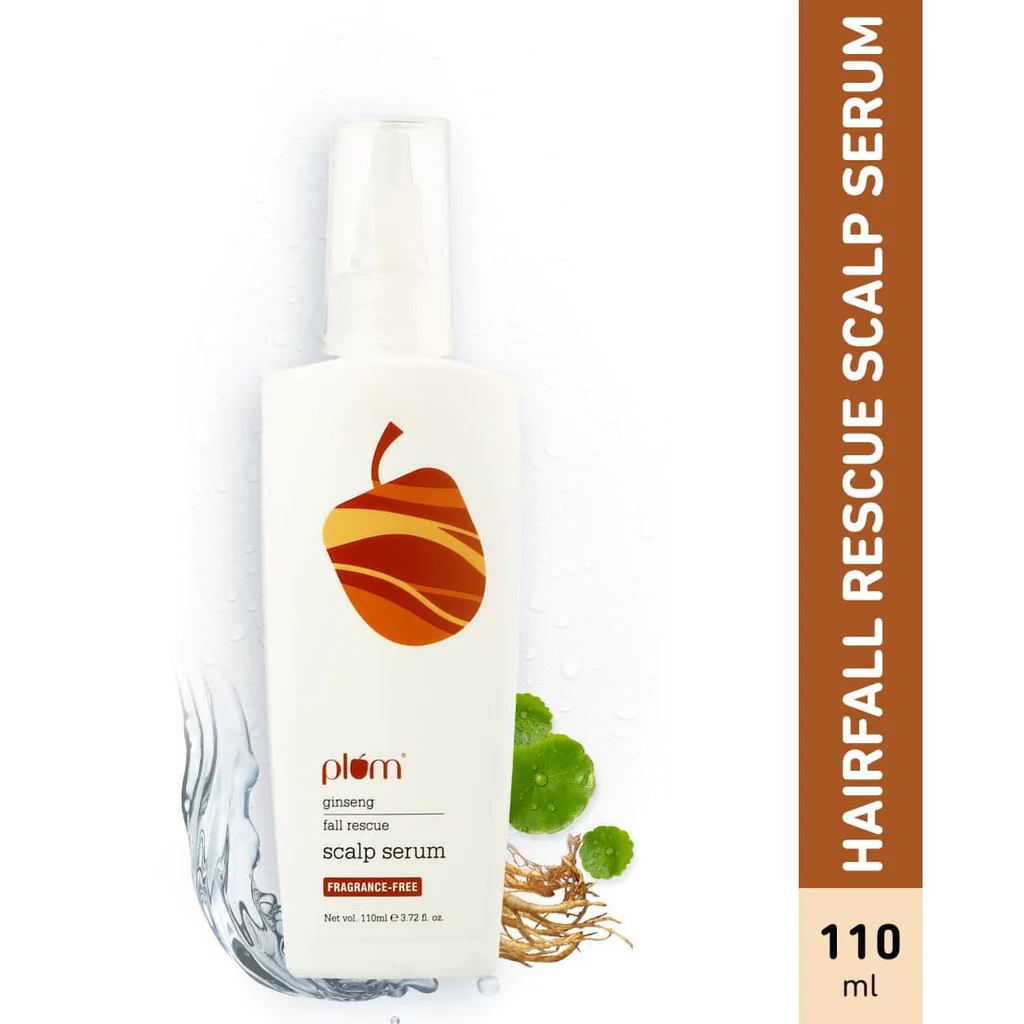 plum®
ginseng
fall rescue
scalp serum
FRAGRANCE-FREE
Net vol. 110ml ℮ 3.72 fl. oz.
HAIRFALL RESCUE SCALP SERUM
110
ml